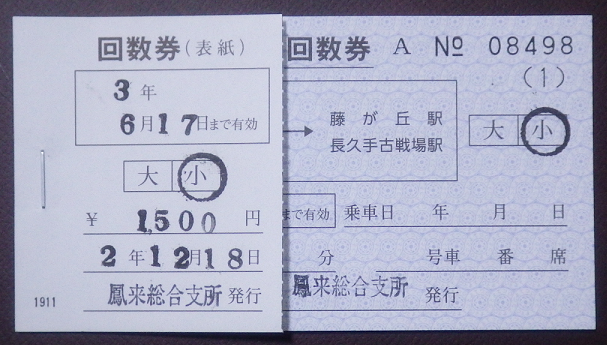 回数券(表紙)
3年
6月17日まで有効
大 小
¥ 1,500 円
2年12月18日
鳳来総合支所 発行
1911
回数券 A № 08498
(1)
→ 藤が丘駅
長久手古戦場駅
大 小
まで有効 乗車日 年 月 日
分 号車 番 席
鳳来総合支所 発行